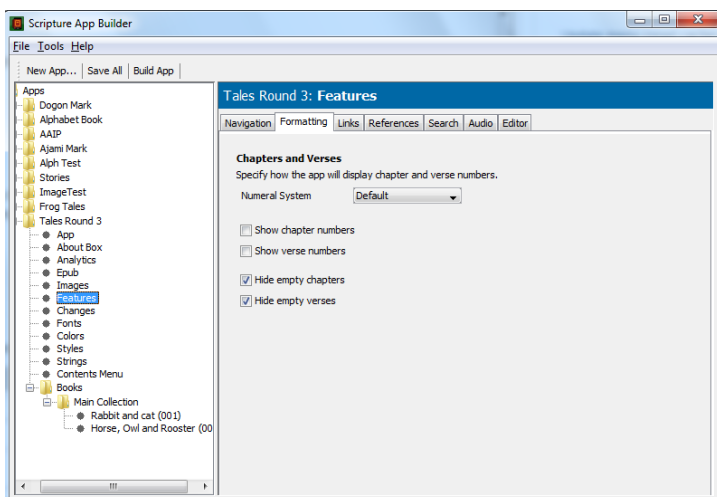 Scripture App Builder
File Tools Help
New App... Save All Build App
Apps
Dogon Mark
Alphabet Book
AAIP
Ajami Mark
Alph Test
Stories
ImageTest
Frog Tales
Tales Round 3
App
About Box
Analytics
Epub
Images
Features
Changes
Fonts
Colors
Styles
Strings
Contents Menu
Books
Main Collection
Rabbit and cat (001)
Horse, Owl and Rooster (00
Tales Round 3: Features
Navigation Formatting Links References Search Audio Editor
Chapters and Verses
Specify how the app will display chapter and verse numbers.
Numeral System Default
Show chapter numbers
Show verse numbers
Hide empty chapters
Hide empty verses